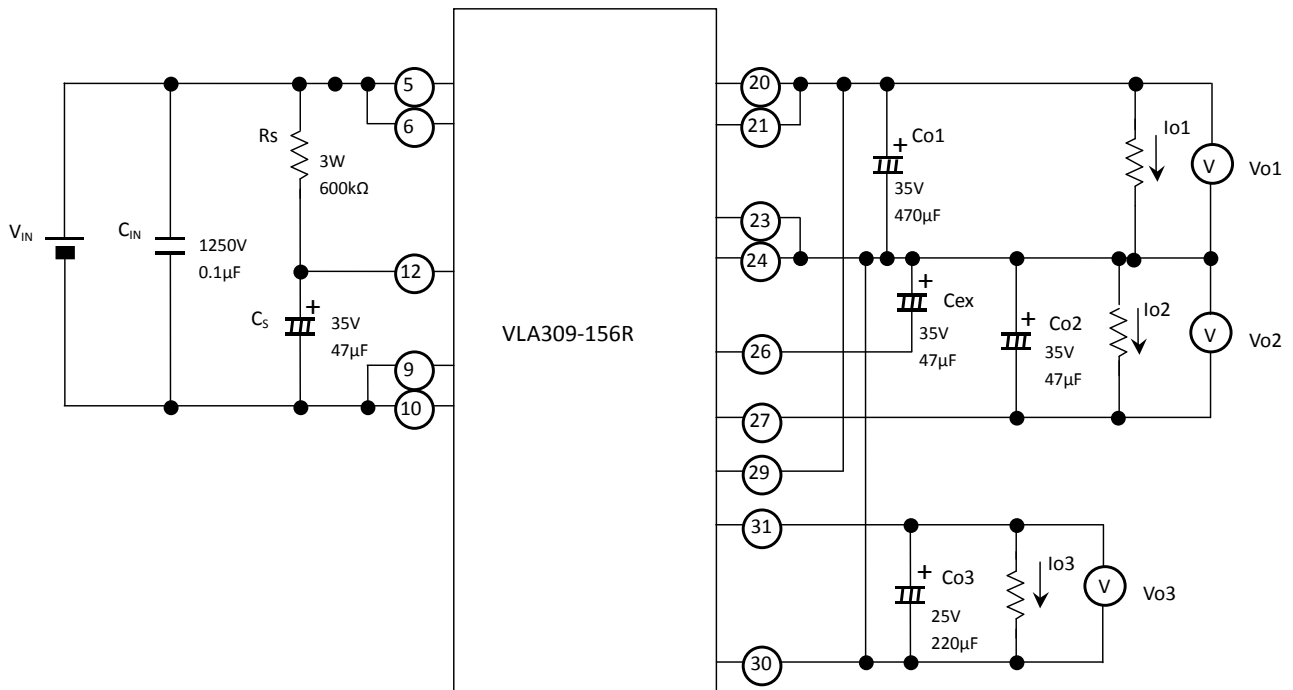 5
6
Rs
3W
600kΩ
V_IN
C_IN
1250V
0.1μF
12
C_S
+
35V
47μF
9
10
VLA309-156R
20
21
+
Co1
35V
470μF
Io1
V
Vo1
23
24
+
Cex
35V
47μF
+
Co2
35V
47μF
Io2
V
Vo2
26
27
29
31
+
Co3
25V
220μF
Io3
V
Vo3
30